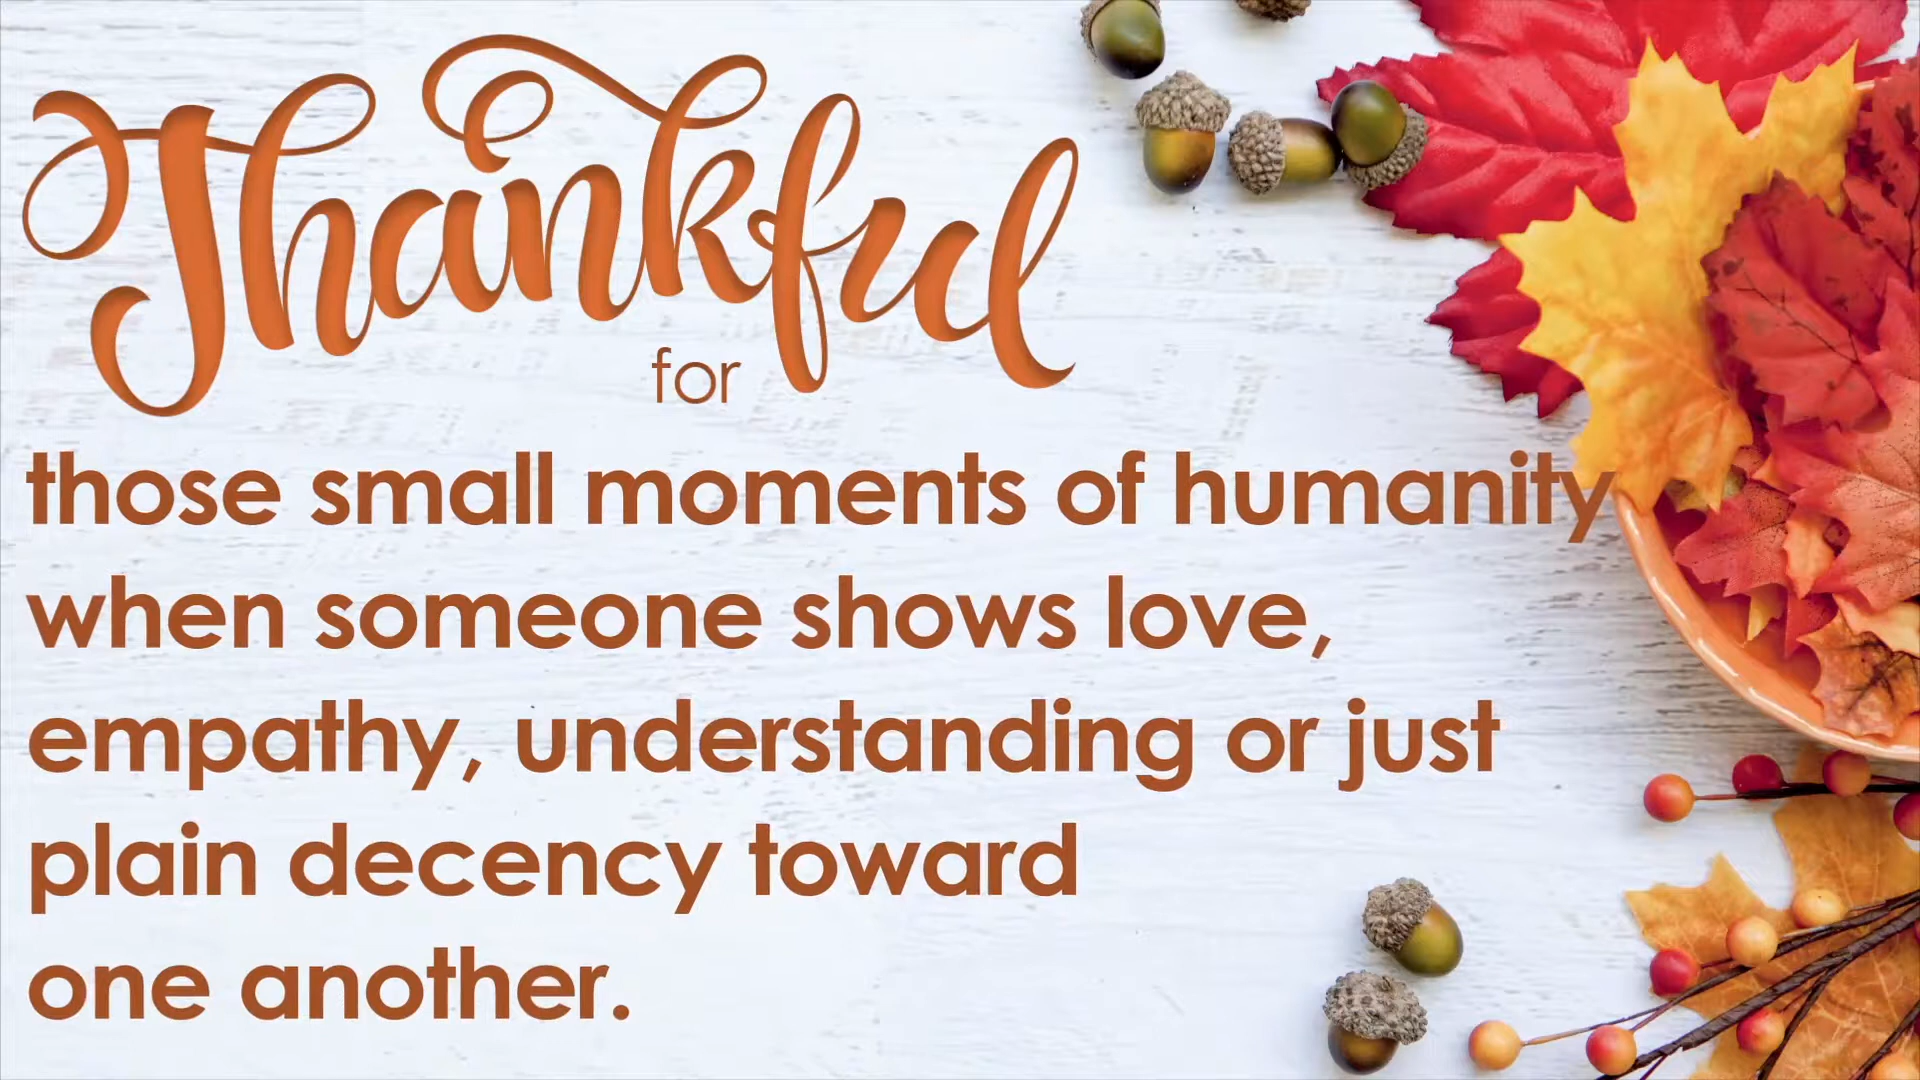 Thankful
for
those small moments of humanity
when someone shows love,
empathy, understanding or just
plain decency toward
one another.